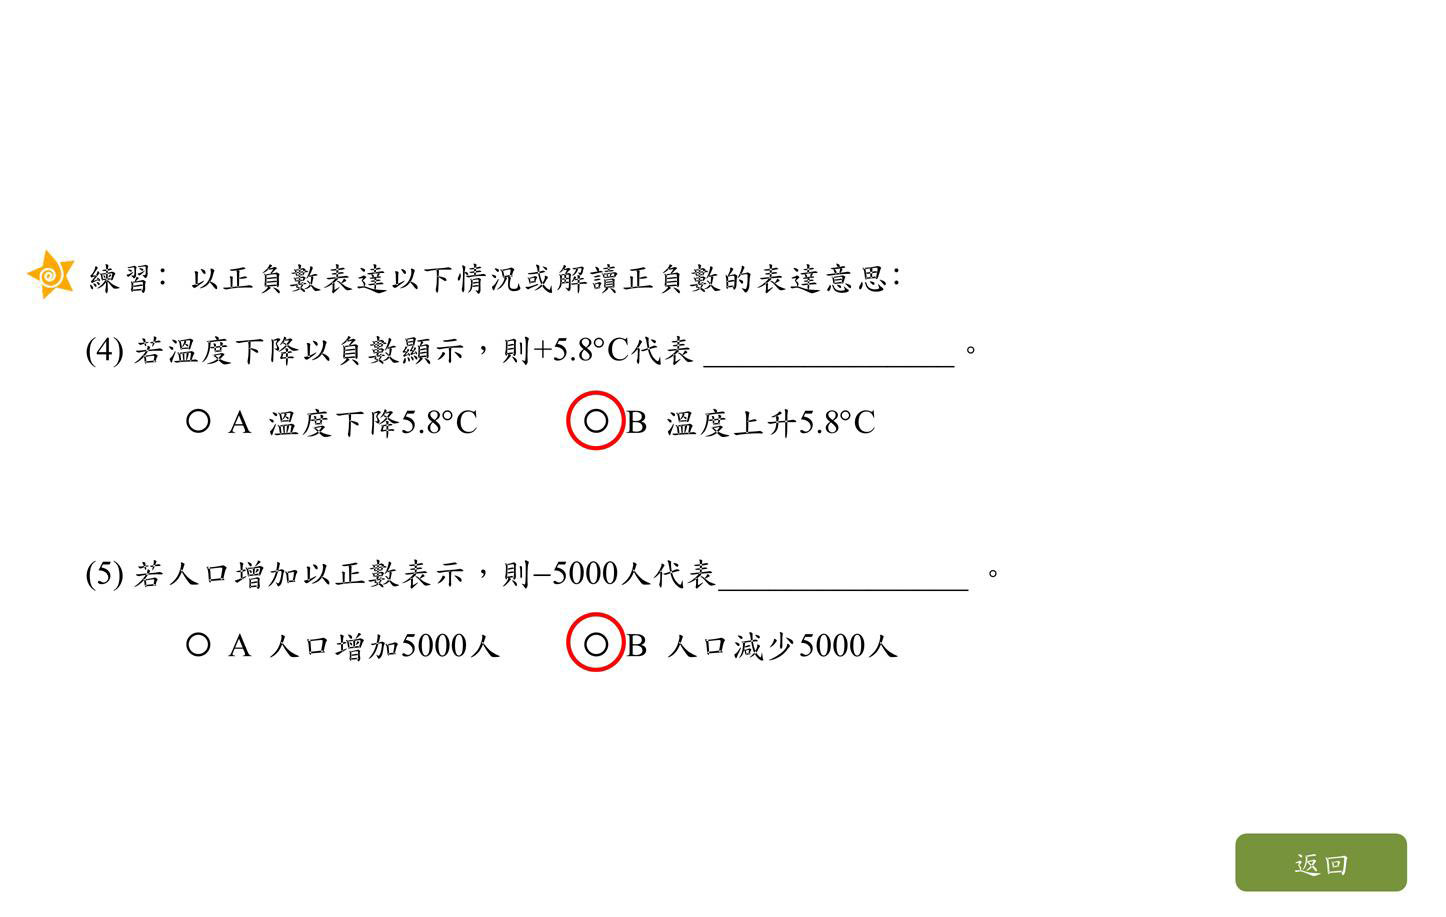 練習： 以正負數表達以下情況或解讀正負數的表達意思：
(4) 若溫度下降以負數顯示，則+5.8°C代表 _______________ 。
A 溫度下降5.8°C B 溫度上升5.8°C
(5) 若人口增加以正數表示，則–5000人代表_______________ 。
A 人口增加5000人 B 人口減少5000人
返回